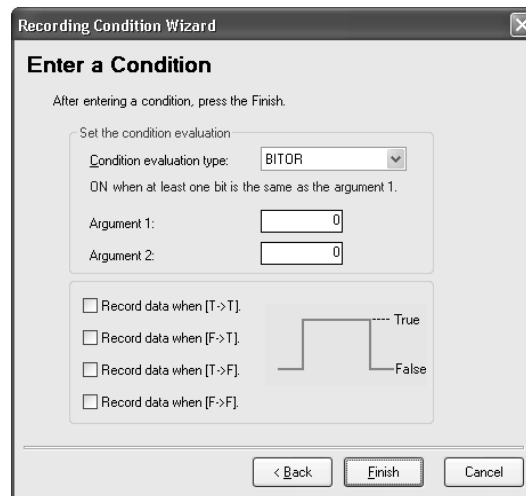 Recording Condition Wizard
Enter a Condition
After entering a condition, press the Finish.
Set the condition evaluation
Condition evaluation type:
BITOR
ON when at least one bit is the same as the argument 1.
Argument 1:
0
Argument 2:
0
Record data when [T->T].
Record data when [F->T].
Record data when [T->F].
Record data when [F->F].
True
False
< Back
Finish
Cancel